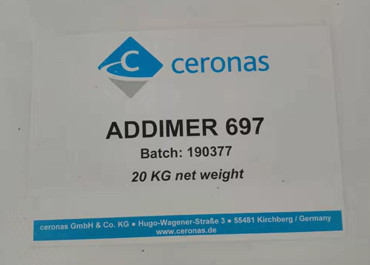 C ceronas
ADDIMER 697
Batch: 190377
20 KG net weight
ceronas GmbH & Co. KG ● Hugo-Wagener-Straße 3 ● 55481 Kirchberg / Germany
www.ceronas.de